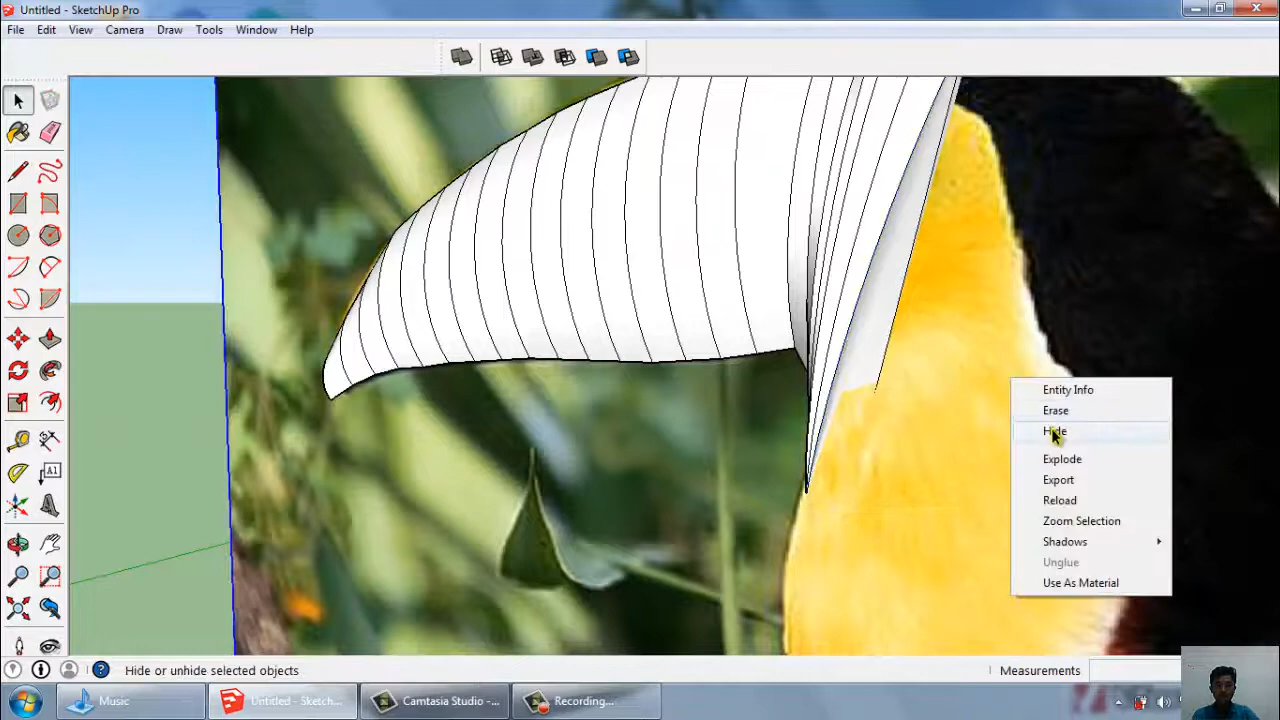 Untitled - SketchUp Pro
File Edit View Camera Draw Tools Window Help
A1
Entity Info
Erase
Hide
Explode
Export
Reload
Zoom Selection
Shadows
Unglue
Use As Material
Hide or unhide selected objects
Measurements
Music
Untitled - Sketch...
Camtasia Studio -...
Recording...